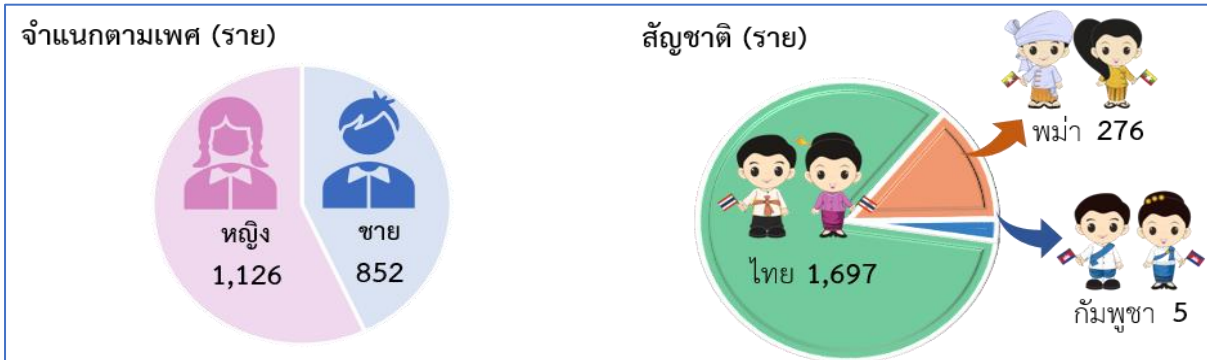 จำแนกตามเพศ (ราย)
หญิง
1,126
ชาย
852
สัญชาติ (ราย)
พม่า 276
ไทย 1,697
กัมพูชา 5